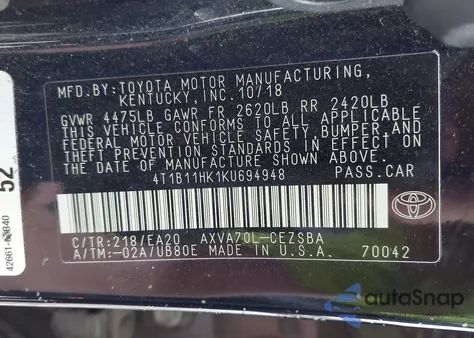 MFD.BY: TOYOTA MOTOR MANUFACTURING,
KENTUCKY, INC. 10/18
GVWR 4475LB GAWR FR 2620LB RR 2420LB
THIS VEHICLE CONFORMS TO ALL APPLICABLE
FEDERAL MOTOR VEHICLE SAFETY, BUMPER, AND
THEFT PREVENTION STANDARDS IN EFFECT ON
THE DATE OF MANUFACTURE SHOWN ABOVE.
4T1B11HK1KU694948 PASS.CAR
C/TR:218/EA20 AXVA70L-CEZSBA
A/TM:-02A/UB80E MADE IN U.S.A. 70042
52
autoSnap